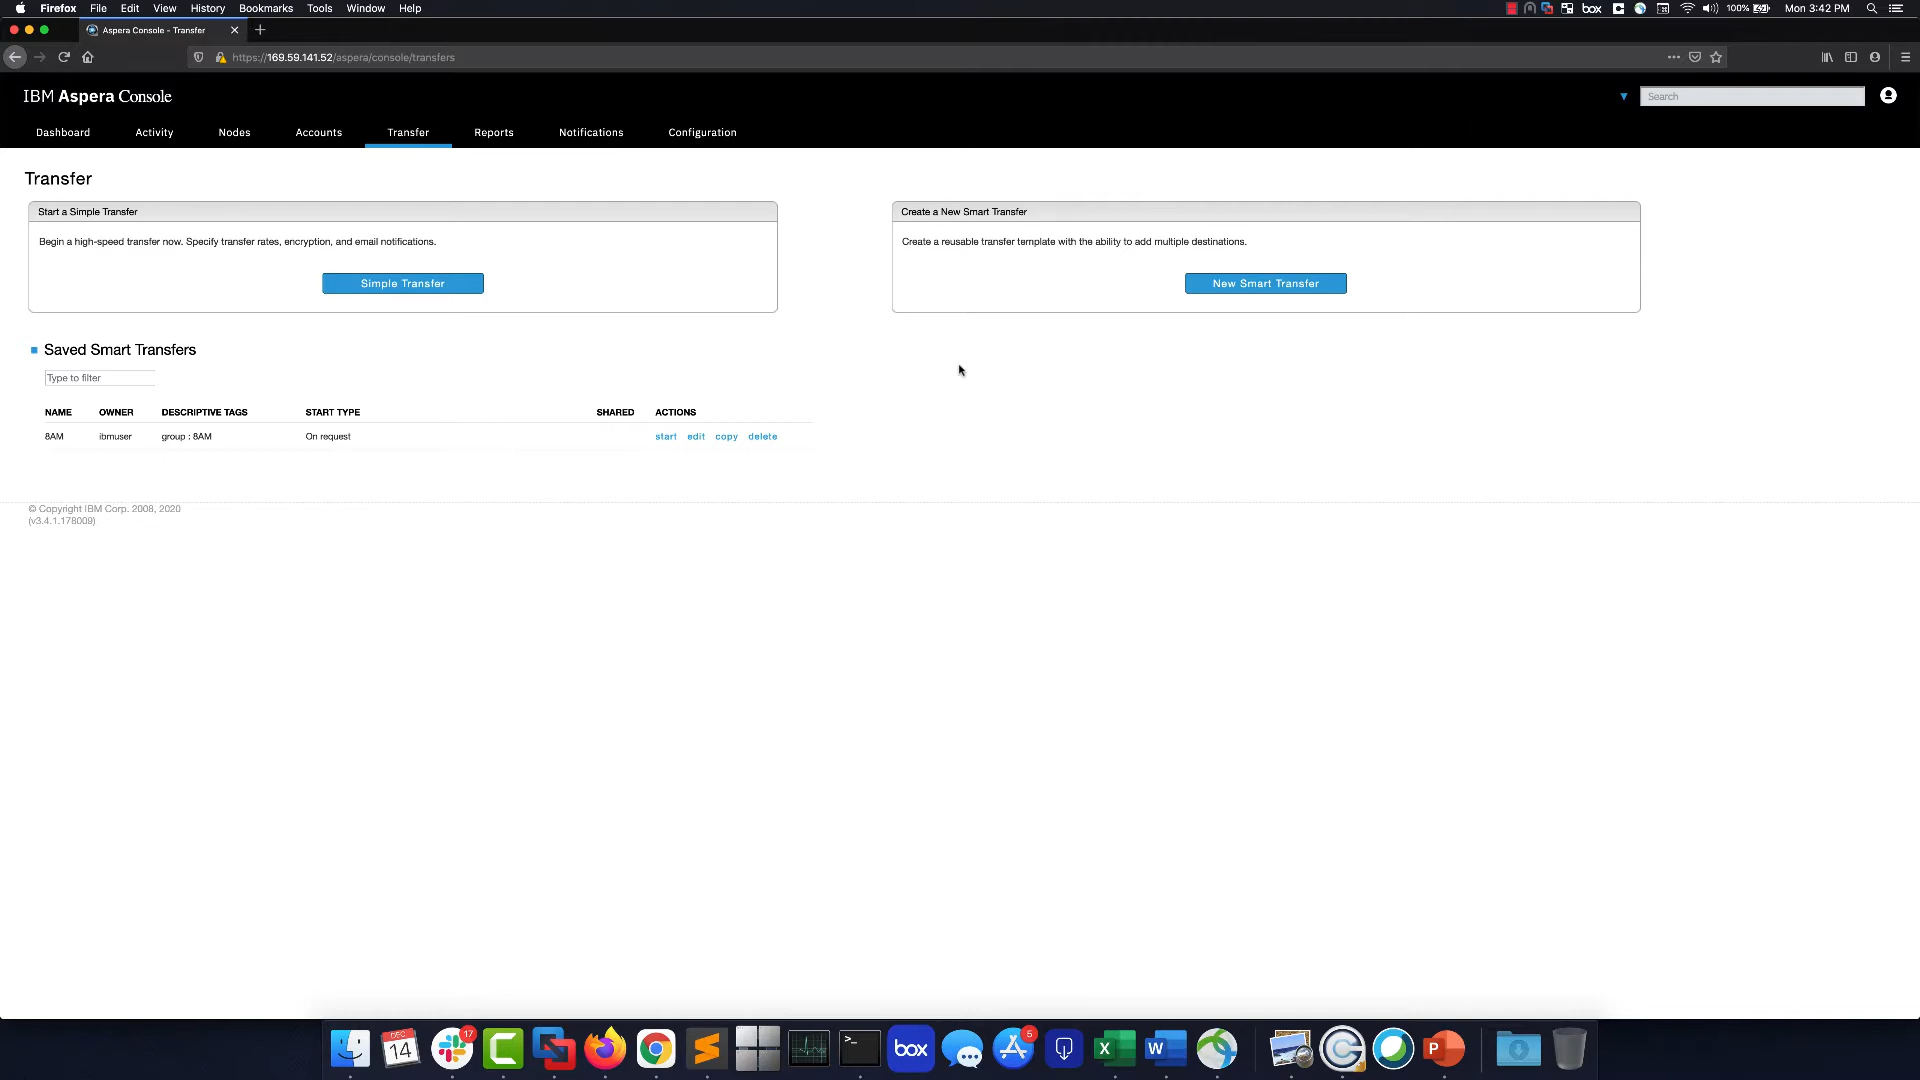 Firefox File Edit View History Bookmarks Tools Window Help
box 100% Mon 3:42 PM
Aspera Console - Transfer
https://169.59.141.52/aspera/console/transfers
IBM Aspera Console
Search
Dashboard Activity Nodes Accounts Transfer Reports Notifications Configuration
Transfer
Start a Simple Transfer
Begin a high-speed transfer now. Specify transfer rates, encryption, and email notifications.
Simple Transfer
Create a New Smart Transfer
Create a reusable transfer template with the ability to add multiple destinations.
New Smart Transfer
Saved Smart Transfers
Type to filter
NAME OWNER DESCRIPTIVE TAGS START TYPE SHARED ACTIONS
8AM ibmuser group : 8AM On request start edit copy delete
© Copyright IBM Corp. 2008, 2020
(v3.4.1.178009)
DEC
14
17
>_
box
5
X
W
P